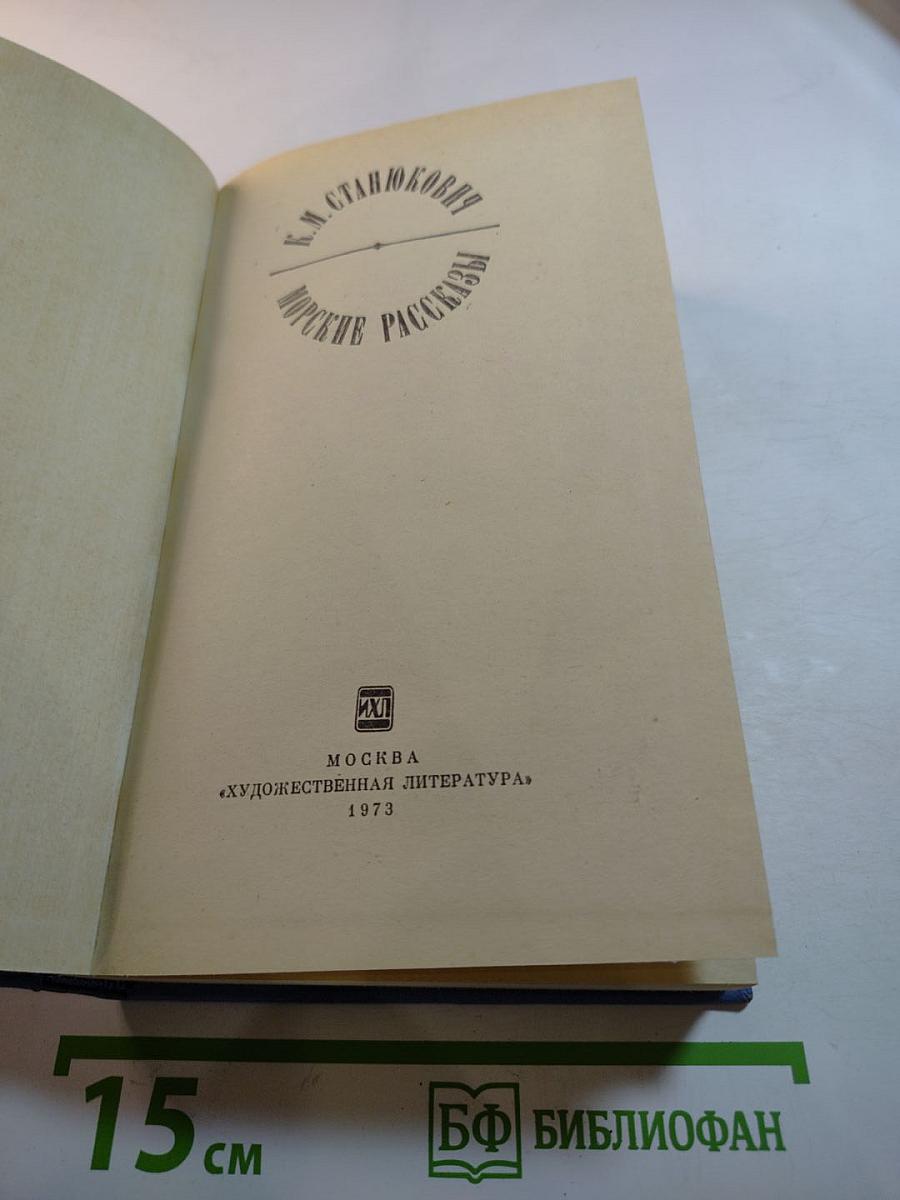 К. М. СТАНЮКОВИЧ
МОРСКИЕ РАССКАЗЫ
ИХЛ
МОСКВА
«ХУДОЖЕСТВЕННАЯ ЛИТЕРАТУРА»
1973
15 см
БФ БИБЛИОФАН